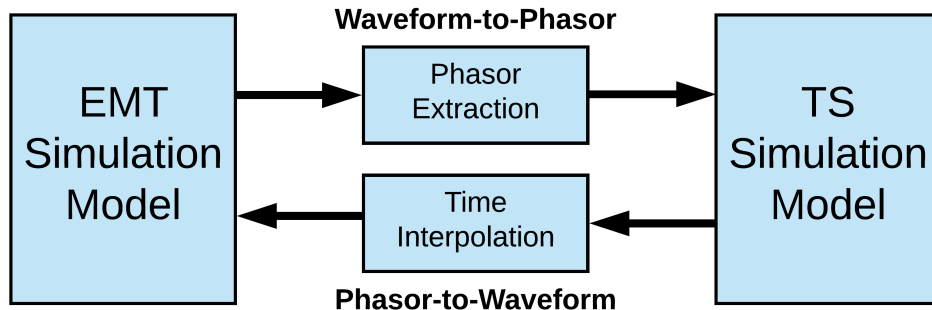 Waveform-to-Phasor
EMT
Simulation
Model
Phasor
Extraction
TS
Simulation
Model
Time
Interpolation
Phasor-to-Waveform